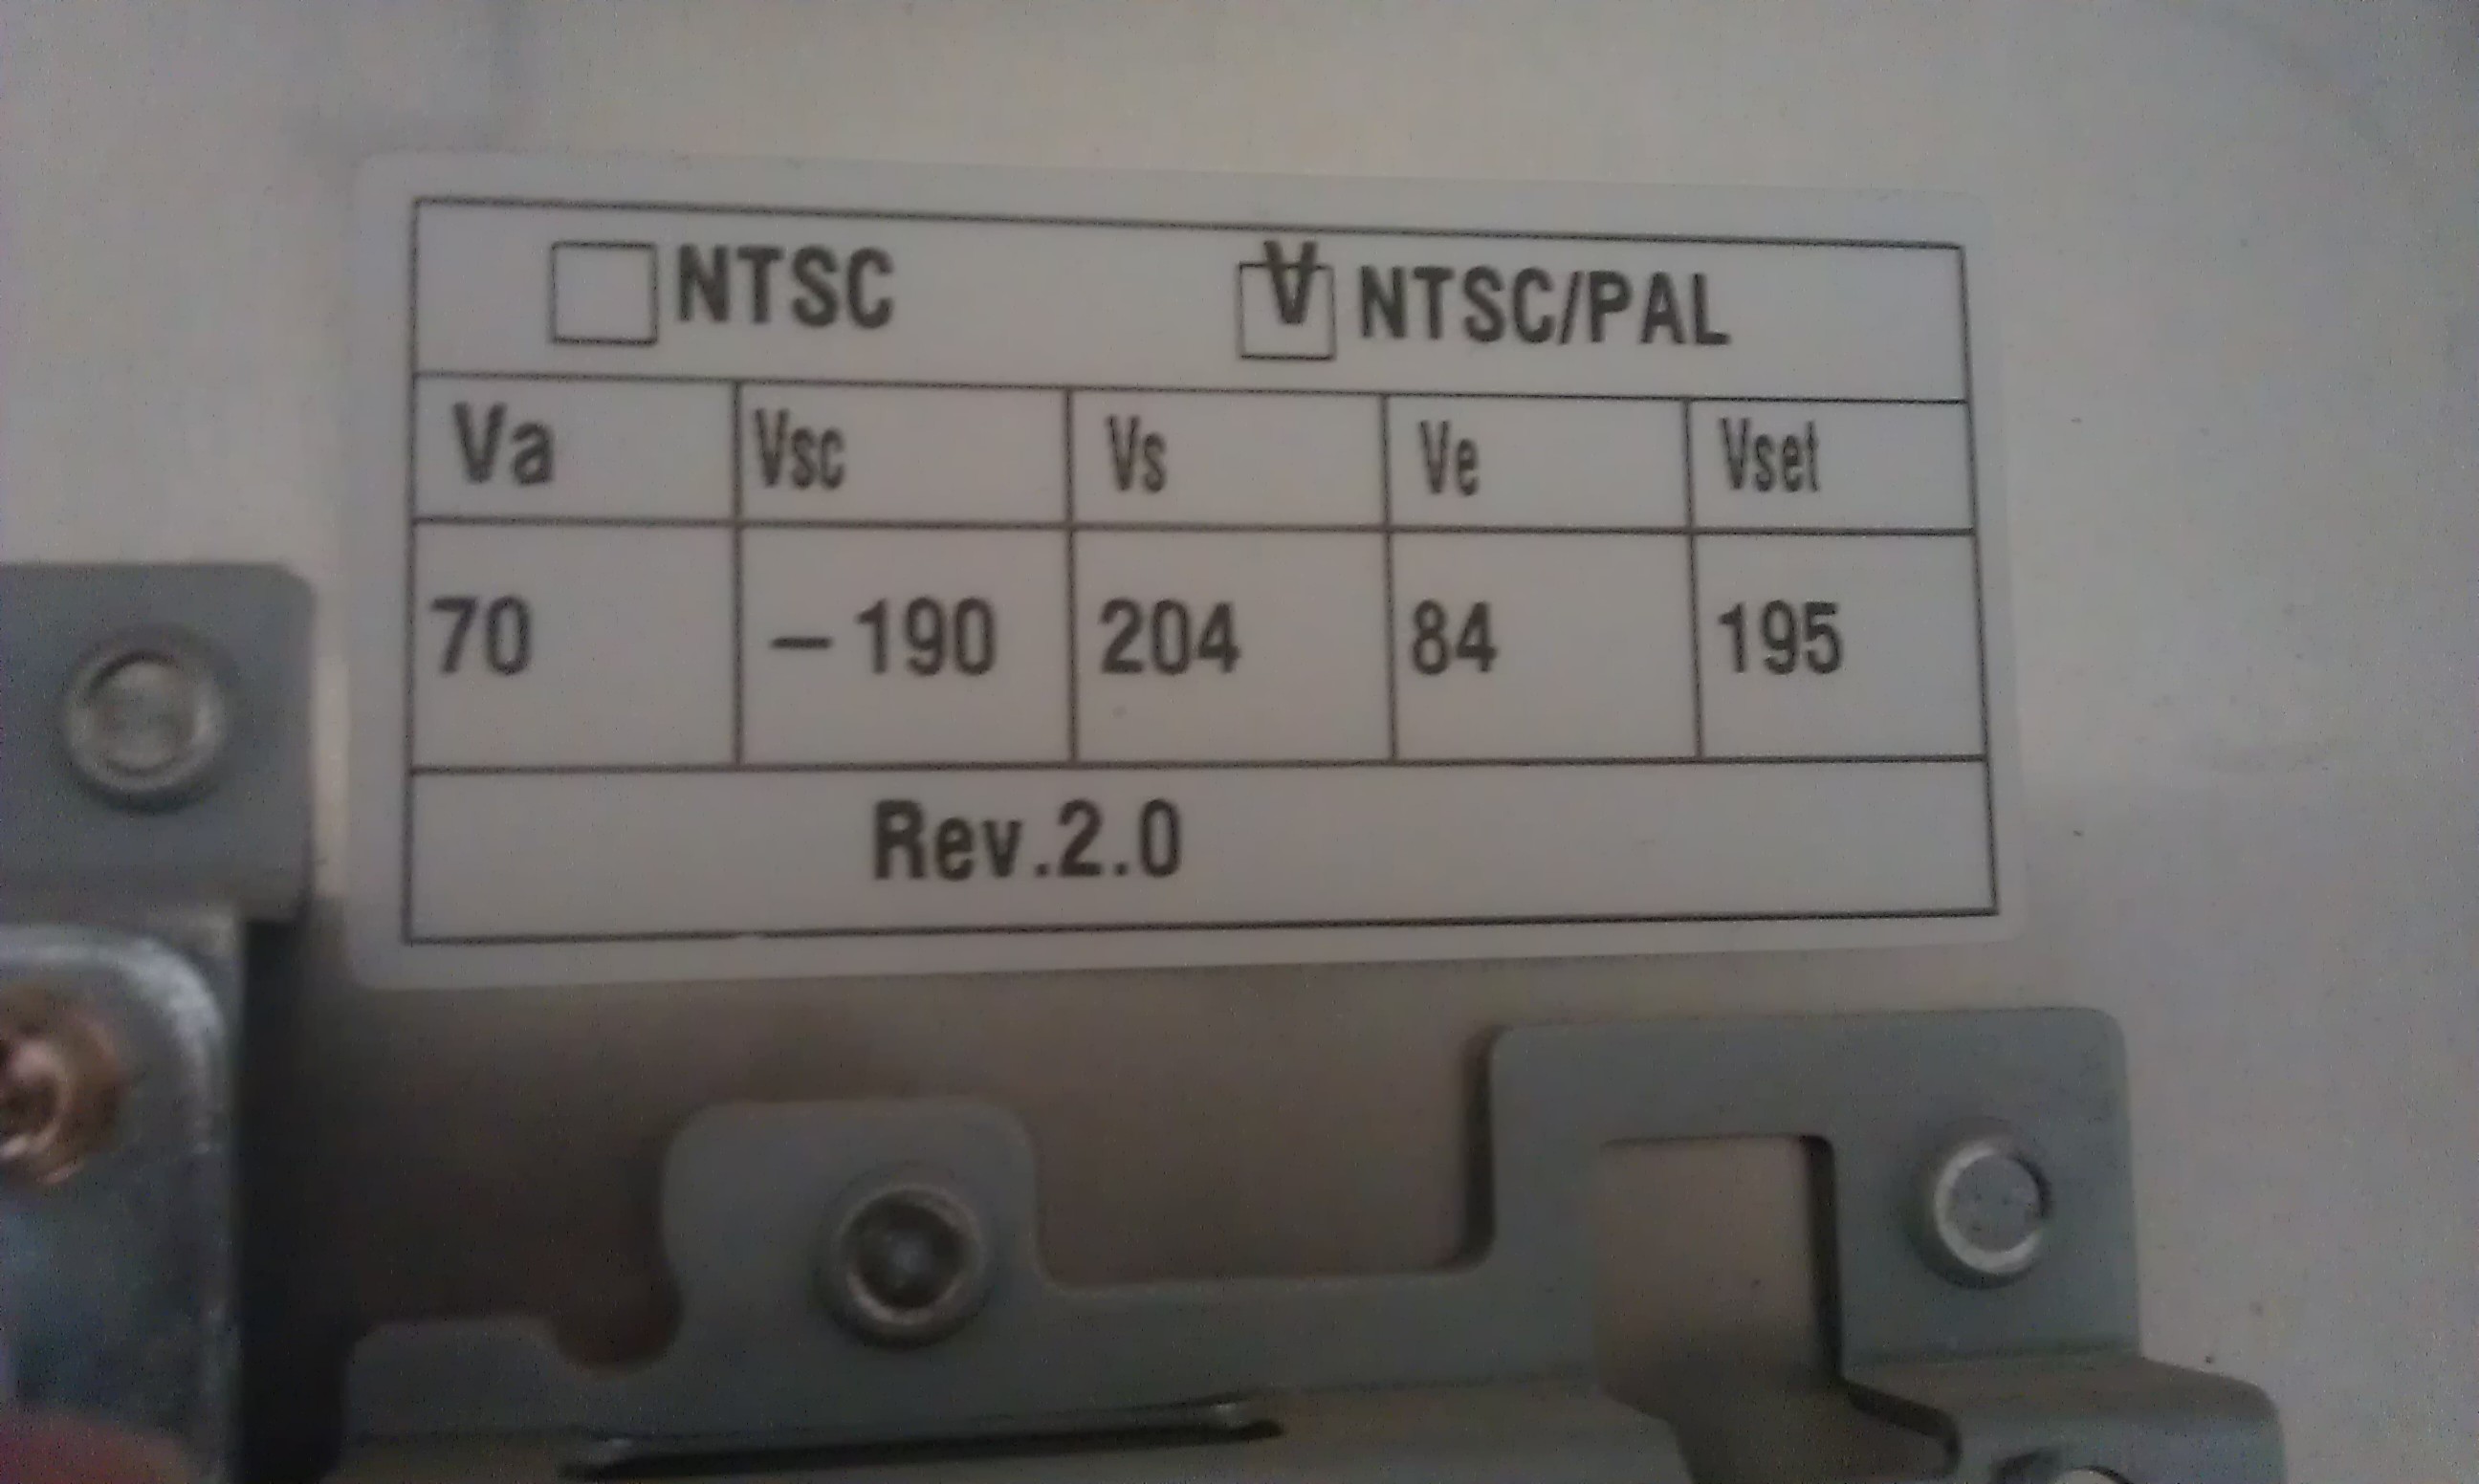 NTSC V NTSC/PAL
Va Vsc Vs Ve Vset
70 –190 204 84 195
Rev.2.0